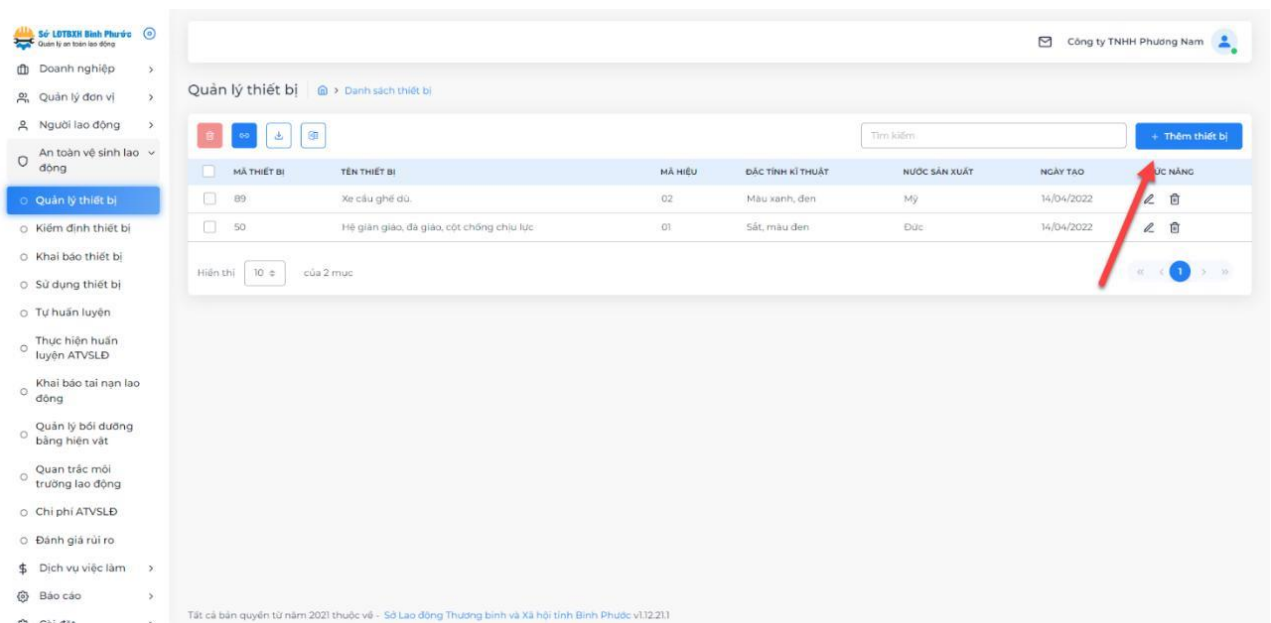 Sở LĐTBXH Bình Phước
Quản lý an toàn lao động
Doanh nghiệp
Quản lý đơn vị
Người lao động
An toàn vệ sinh lao
động
Quản lý thiết bị
Kiểm định thiết bị
Khai báo thiết bị
Sử dụng thiết bị
Tự huấn luyện
Thực hiện huấn
luyện ATVSLĐ
Khai báo tai nạn lao
động
Quản lý bồi dưỡng
bằng hiện vật
Quan trắc môi
trường lao động
Chi phí ATVSLĐ
Đánh giá rủi ro
Dịch vụ việc làm
Báo cáo
Công ty TNHH Phương Nam
Quản lý thiết bị > Danh sách thiết bị
Tìm kiếm
+ Thêm thiết bị
MÃ THIẾT BỊ TÊN THIẾT BỊ MÃ HIỆU ĐẶC TÍNH KĨ THUẬT NƯỚC SẢN XUẤT NGÀY TẠO NĂNG
89 Xe cẩu ghế dù. 02 Màu xanh, đen Mỹ 14/04/2022
50 Hệ giàn giáo, đà giáo, cột chống chịu lực 01 Sắt, màu đen Đức 14/04/2022
Hiển thị 10 của 2 mục
« < 1 > »
Tất cả bản quyền từ năm 2021 thuộc về - Sở Lao động Thương binh và Xã hội tỉnh Bình Phước v1.12.21.1